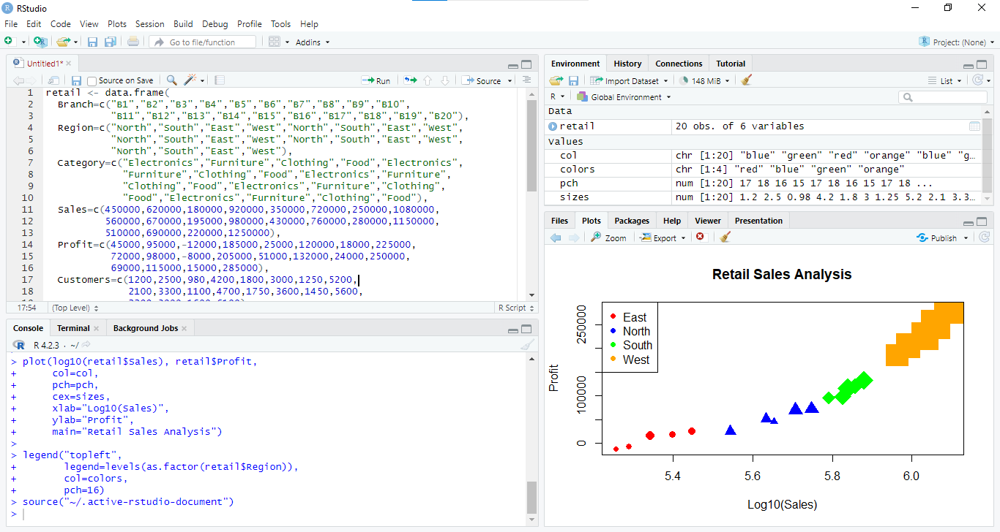 RStudio
File Edit Code View Plots Session Build Debug Profile Tools Help
Go to file/function Addins Project: (None)
Untitled1*
Source on Save Run Source
1 retail <- data.frame(
2 Branch=c("B1","B2","B3","B4","B5","B6","B7","B8","B9","B10",
3 "B11","B12","B13","B14","B15","B16","B17","B18","B19","B20"),
4 Region=c("North","South","East","West","North","South","East","West",
5 "North","South","East","West","North","South","East","West",
6 "North","South","East","West"),
7 Category=c("Electronics","Furniture","Clothing","Food","Electronics",
8 "Furniture","Clothing","Food","Electronics","Furniture",
9 "Clothing","Food","Electronics","Furniture","Clothing",
10 "Food","Electronics","Furniture","Clothing","Food"),
11 Sales=c(450000,620000,180000,920000,350000,720000,250000,1080000,
12 560000,670000,195000,980000,430000,760000,280000,1150000,
13 510000,690000,220000,1250000),
14 Profit=c(45000,95000,-12000,185000,25000,120000,18000,225000,
15 72000,98000,-8000,205000,51000,132000,24000,250000,
16 69000,115000,15000,285000),
17 Customers=c(1200,2500,980,4200,1800,3000,1250,5200,
18 2100,3300,1100,4700,1750,3600,1450,5600,
17:54 (Top Level) R Script
Console Terminal Background Jobs
R 4.2.3 · ~/
> plot(log10(retail$Sales), retail$Profit,
+ col=col,
+ pch=pch,
+ cex=sizes,
+ xlab="Log10(Sales)",
+ ylab="Profit",
+ main="Retail Sales Analysis")
>
> legend("topleft",
+ legend=levels(as.factor(retail$Region)),
+ col=colors,
+ pch=16)
> source("~/.active-rstudio-document")
>
Environment History Connections Tutorial
Import Dataset 148 MiB List
R Global Environment
Data
retail 20 obs. of 6 variables
Values
col chr [1:20] "blue" "green" "red" "orange" "blue" "g…
colors chr [1:4] "red" "blue" "green" "orange"
pch num [1:20] 17 18 16 15 17 18 16 15 17 18 ...
sizes num [1:20] 1.2 2.5 0.98 4.2 1.8 3 1.25 5.2 2.1 3.3…
Files Plots Packages Help Viewer Presentation
Zoom Export Publish
Retail Sales Analysis
East
North
South
West
Profit
250000
100000
0
5.4 5.6 5.8 6.0
Log10(Sales)